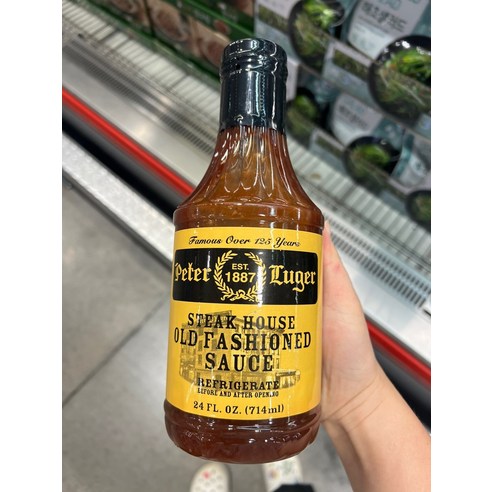 Famous Over 125 Years
Peter EST. 1887 Luger
STEAK HOUSE
OLD FASHIONED
SAUCE
REFRIGERATE
BEFORE AND AFTER OPENING
24 FL. OZ. (714ml)